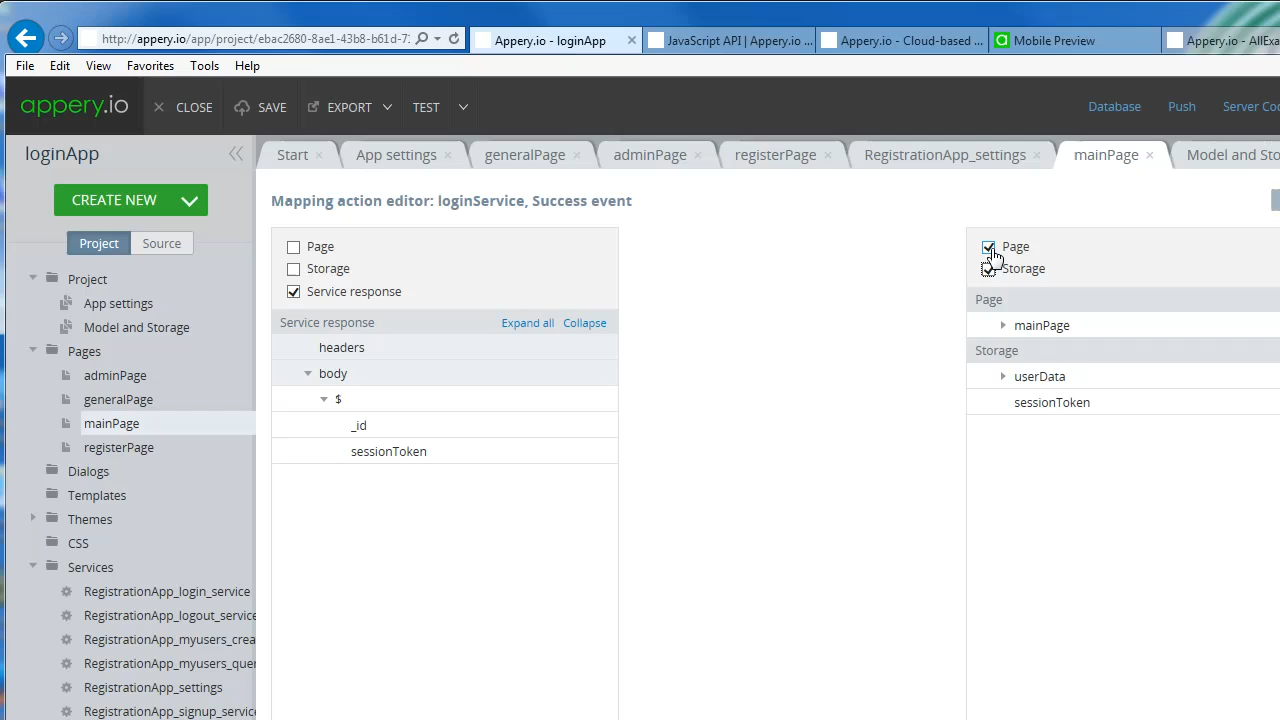 http://appery.io/app/project/ebac2680-8ae1-43b8-b61d-7
Appery.io - loginApp
JavaScript API | Appery.io ...
Appery.io - Cloud-based ...
Mobile Preview
Appery.io - AllExa
File Edit View Favorites Tools Help
appery.io
CLOSE
SAVE
EXPORT
TEST
Database
Push
Server Co
loginApp
Start
App settings
generalPage
adminPage
registerPage
RegistrationApp_settings
mainPage
Model and Sto
CREATE NEW
Project
Source
Project
App settings
Model and Storage
Pages
adminPage
generalPage
mainPage
registerPage
Dialogs
Templates
Themes
CSS
Services
RegistrationApp_login_service
RegistrationApp_logout_service
RegistrationApp_myusers_crea
RegistrationApp_myusers_quer
RegistrationApp_settings
RegistrationApp_signup_service
Mapping action editor: loginService, Success event
Page
Storage
Service response
Service response
Expand all
Collapse
headers
body
$
_id
sessionToken
Page
Storage
Page
mainPage
Storage
userData
sessionToken